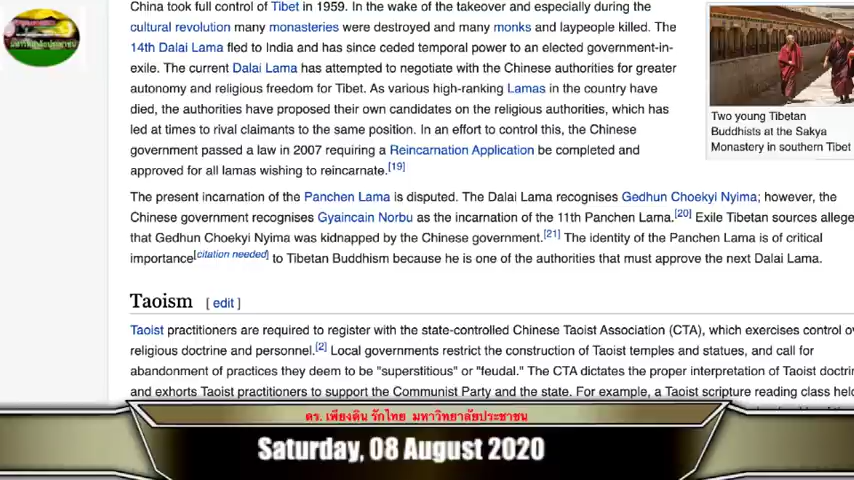 China took full control of Tibet in 1959. In the wake of the takeover and especially during the
cultural revolution many monasteries were destroyed and many monks and laypeople killed. The
14th Dalai Lama fled to India and has since ceded temporal power to an elected government-in-
exile. The current Dalai Lama has attempted to negotiate with the Chinese authorities for greater
autonomy and religious freedom for Tibet. As various high-ranking Lamas in the country have
died, the authorities have proposed their own candidates on the religious authorities, which has
led at times to rival claimants to the same position. In an effort to control this, the Chinese
government passed a law in 2007 requiring a Reincarnation Application be completed and
approved for all lamas wishing to reincarnate.[19]
Two young Tibetan
Buddhists at the Sakya
Monastery in southern Tibet
The present incarnation of the Panchen Lama is disputed. The Dalai Lama recognises Gedhun Choekyi Nyima; however, the
Chinese government recognises Gyaincain Norbu as the incarnation of the 11th Panchen Lama.[20] Exile Tibetan sources allege
that Gedhun Choekyi Nyima was kidnapped by the Chinese government.[21] The identity of the Panchen Lama is of critical
importance[citation needed] to Tibetan Buddhism because he is one of the authorities that must approve the next Dalai Lama.
Taoism [ edit ]
Taoist practitioners are required to register with the state-controlled Chinese Taoist Association (CTA), which exercises control ov
religious doctrine and personnel.[2] Local governments restrict the construction of Taoist temples and statues, and call for
abandonment of practices they deem to be "superstitious" or "feudal." The CTA dictates the proper interpretation of Taoist doctrin
and exhorts Taoist practitioners to support the Communist Party and the state. For example, a Taoist scripture reading class held
ดร. เพียงดิน รักไทย มหาวิทยาลัยประชาชน
Saturday, 08 August 2020